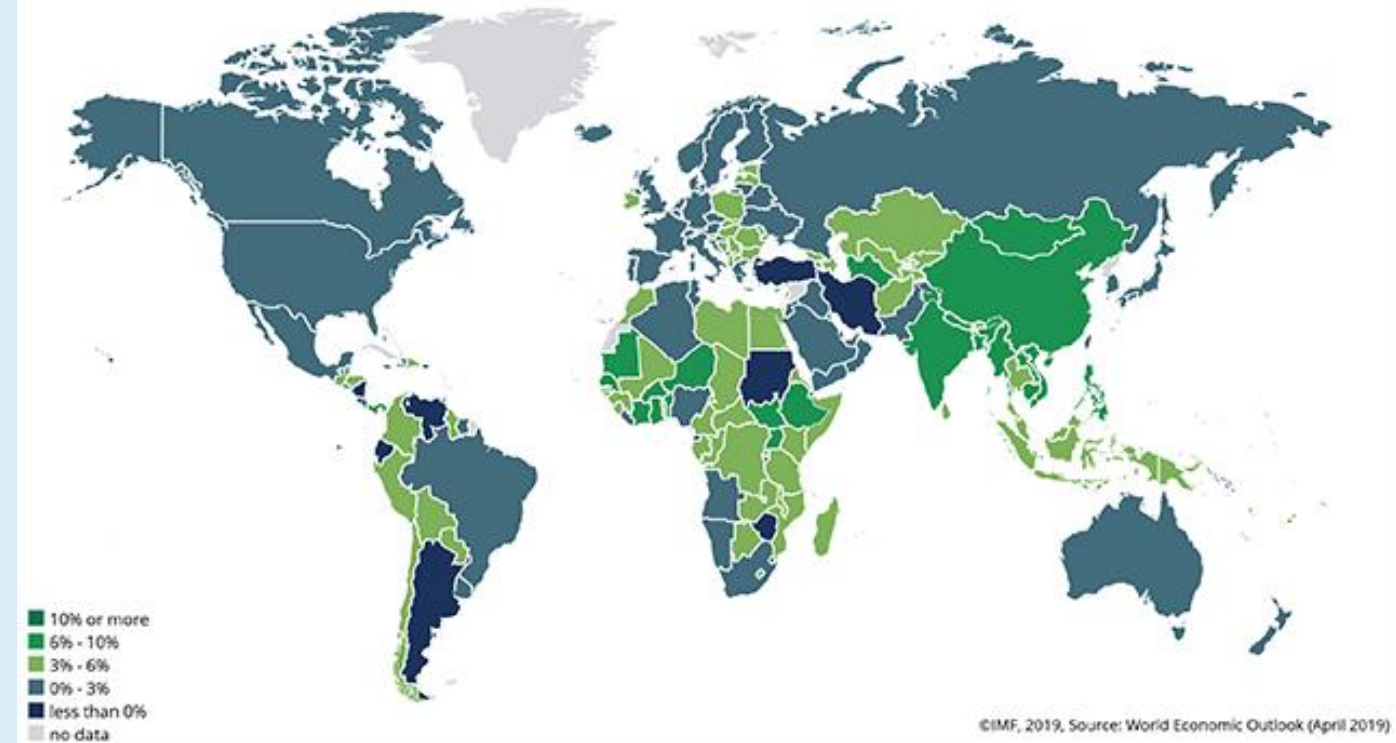 10% or more
6% - 10%
3% - 6%
0% - 3%
less than 0%
no data
©IMF, 2019, Source: World Economic Outlook (April 2019)